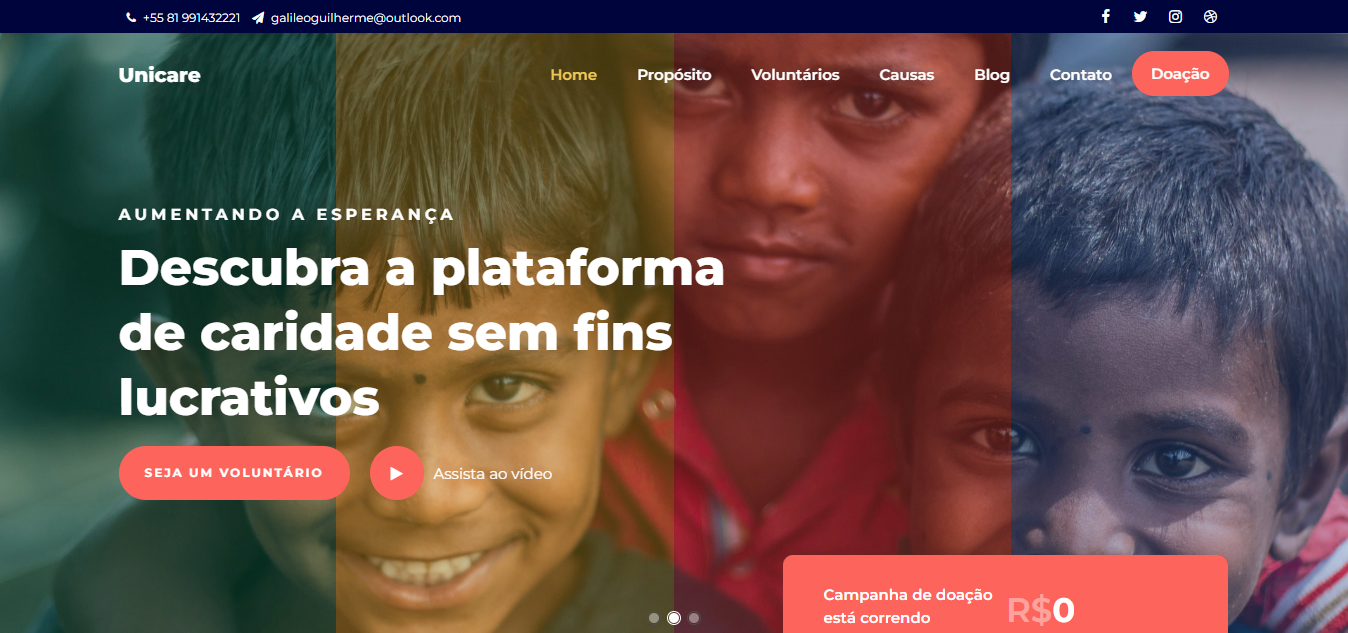 +55 81 991432221 galileoguilherme@outlook.com
Unicare
Home Propósito Voluntários Causas Blog Contato Doação
AUMENTANDO A ESPERANÇA
Descubra a plataforma
de caridade sem fins
lucrativos
SEJA UM VOLUNTÁRIO Assista ao vídeo
Campanha de doação
está correndo
R$0